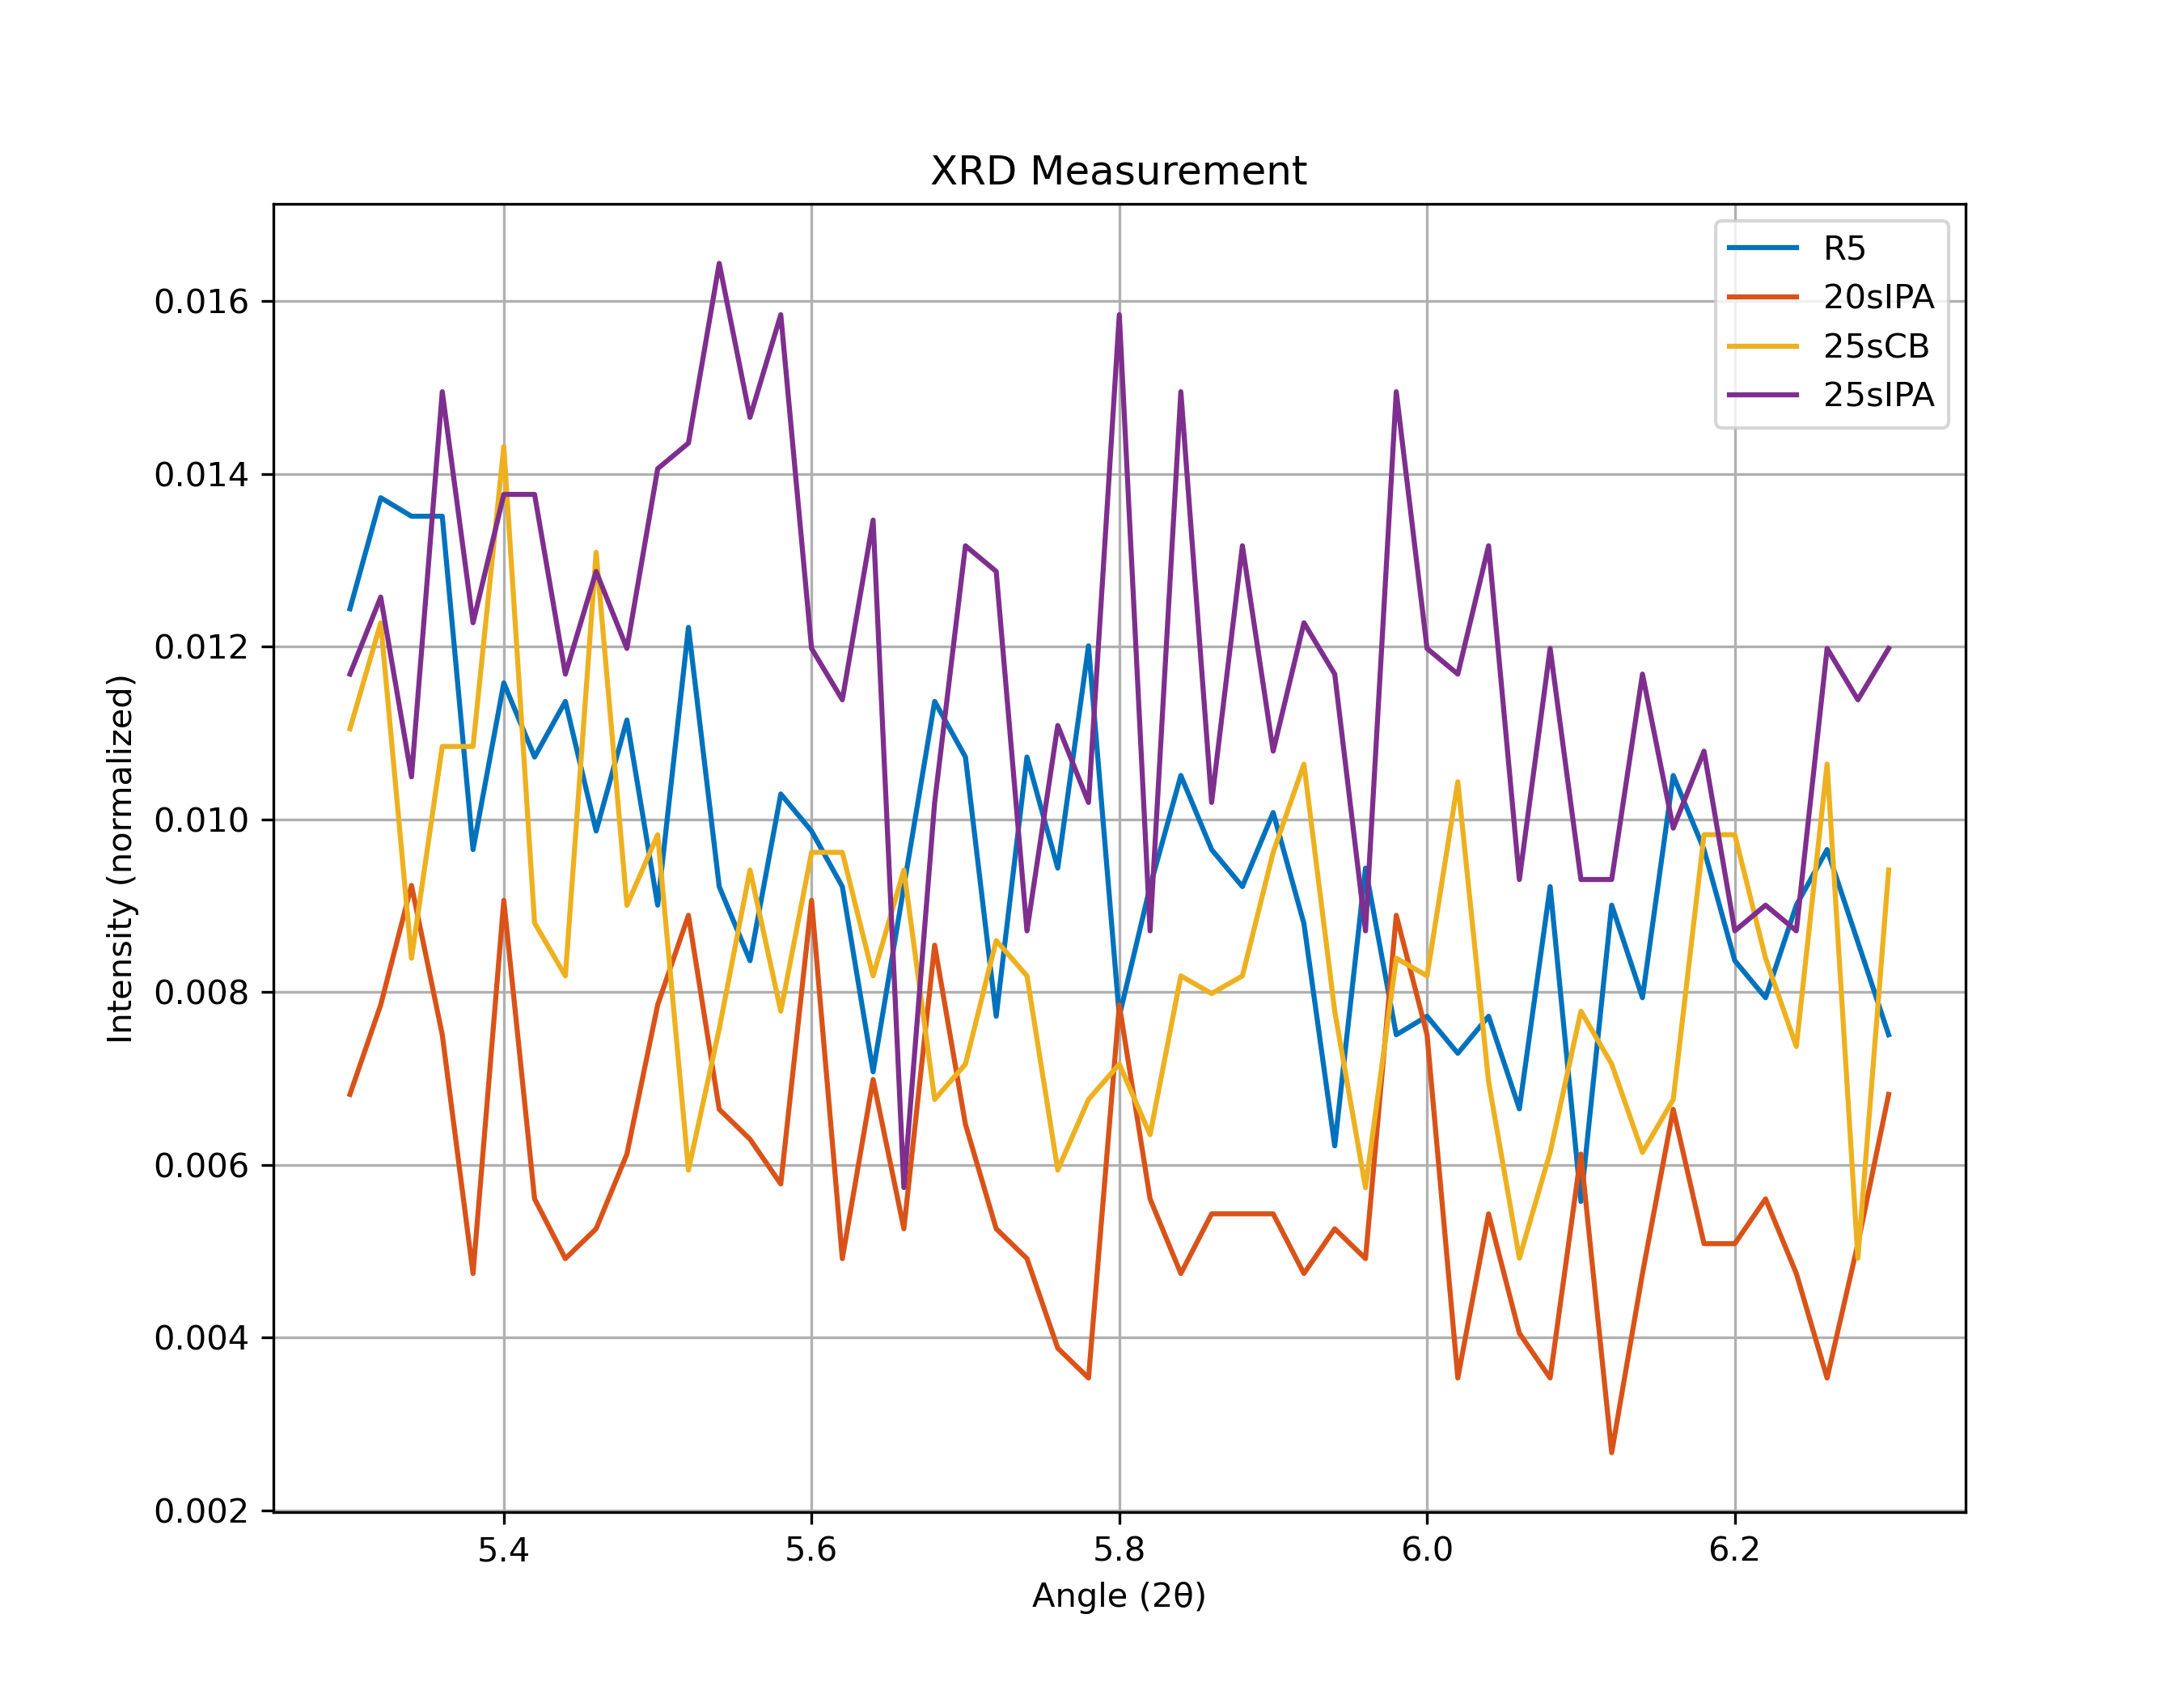 XRD Measurement
R5
20sIPA
25sCB
25sIPA
Intensity (normalized)
0.016
0.014
0.012
0.010
0.008
0.006
0.004
0.002
5.4 5.6 5.8 6.0 6.2
Angle (2θ)